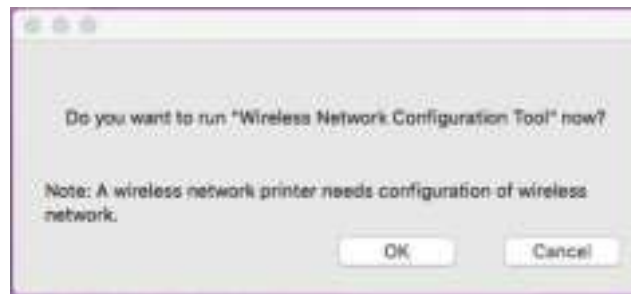 Do you want to run "Wireless Network Configuration Tool" now?
Note: A wireless network printer needs configuration of wireless
network.
OK Cancel